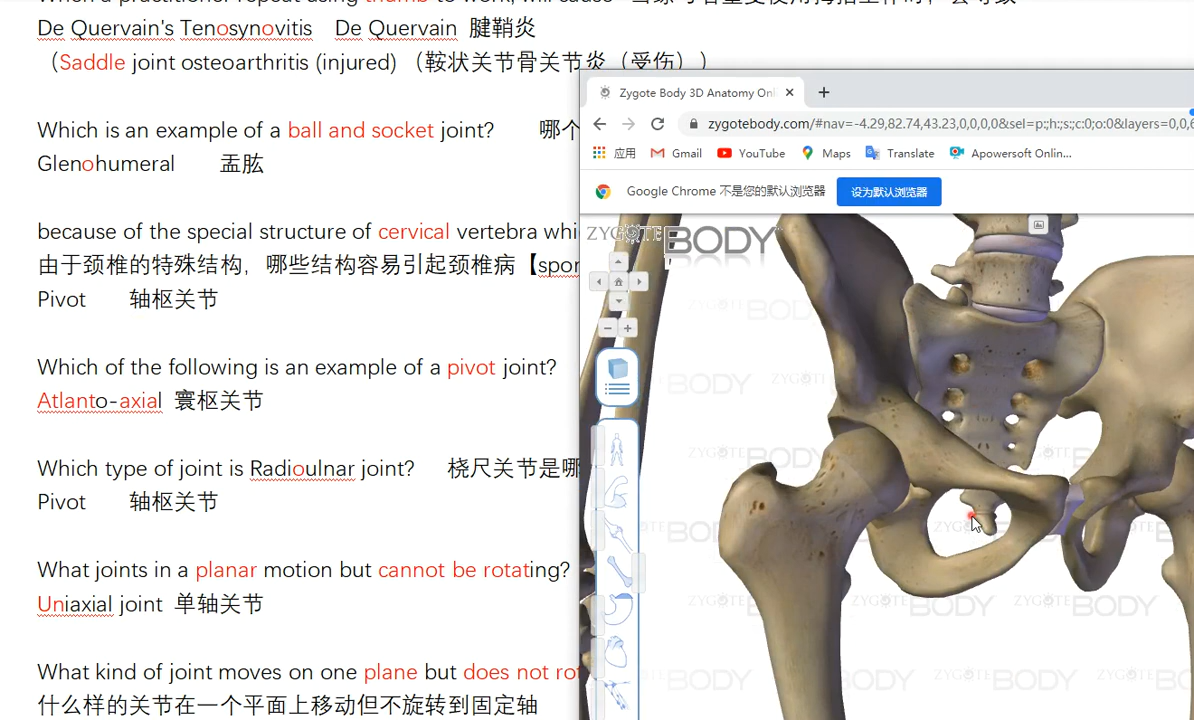 De Quervain's Tenosynovitis De Quervain 腱鞘炎
（Saddle joint osteoarthritis (injured) （鞍状关节骨关节炎（受伤））
Which is an example of a ball and socket joint? 哪个
Glenohumeral 盂肱
because of the special structure of cervical vertebra whi
由于颈椎的特殊结构，哪些结构容易引起颈椎病【spor
Pivot 轴枢关节
Which of the following is an example of a pivot joint?
Atlanto-axial 寰枢关节
Which type of joint is Radioulnar joint? 桡尺关节是哪
Pivot 轴枢关节
What joints in a planar motion but cannot be rotating?
Uniaxial joint 单轴关节
What kind of joint moves on one plane but does not rot
什么样的关节在一个平面上移动但不旋转到固定轴
Zygote Body 3D Anatomy Onl
zygotebody.com/#nav=-4.29,82.74,43.23,0,0,0,0&sel=p:;h:;s:;c:0;o:0&layers=0,0,6
应用 Gmail YouTube Maps Translate Apowersoft Onlin...
Google Chrome 不是您的默认浏览器 设为默认浏览器
ZYGOTE BODY